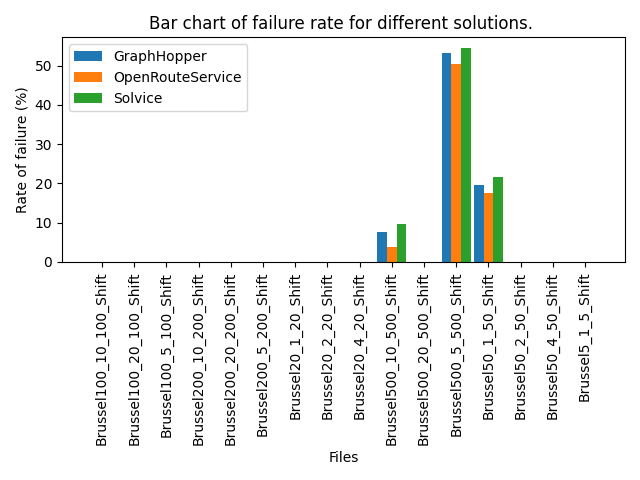 Bar chart of failure rate for different solutions.
GraphHopper
OpenRouteService
Solvice
Rate of failure (%)
50
40
30
20
10
0
Brussel100_10_100_Shift
Brussel100_20_100_Shift
Brussel100_5_100_Shift
Brussel200_10_200_Shift
Brussel200_20_200_Shift
Brussel200_5_200_Shift
Brussel20_1_20_Shift
Brussel20_2_20_Shift
Brussel20_4_20_Shift
Brussel500_10_500_Shift
Brussel500_20_500_Shift
Brussel500_5_500_Shift
Brussel50_1_50_Shift
Brussel50_2_50_Shift
Brussel50_4_50_Shift
Brussel5_1_5_Shift
Files